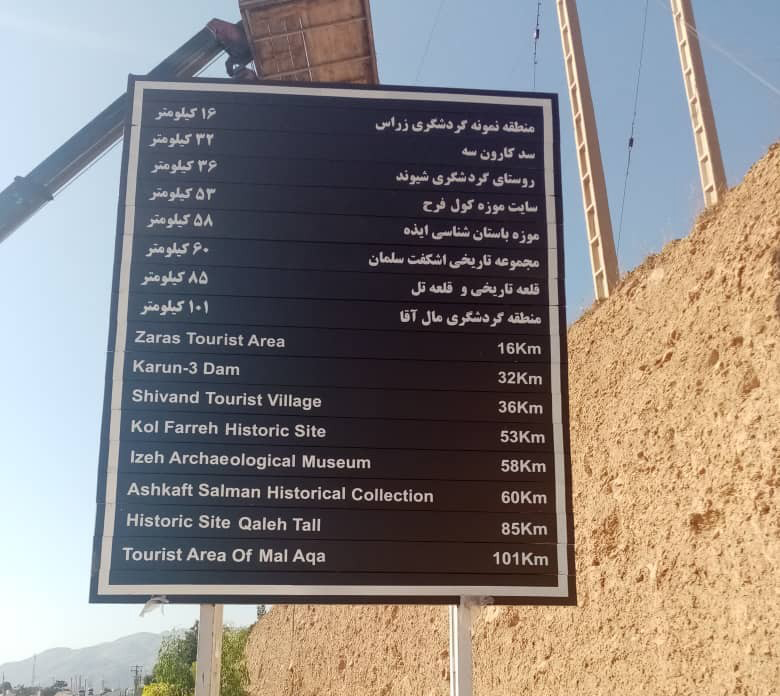 منطقه نمونه گردشگری زراس ۱۶ کیلومتر
سد کارون سه ۳۲ کیلومتر
روستای گردشگری شیوند ۳۶ کیلومتر
سایت موزه کول فرح ۵۳ کیلومتر
موزه باستان شناسی ایذه ۵۸ کیلومتر
مجموعه تاریخی اشکفت سلمان ۶۰ کیلومتر
قلعه تاریخی و قلعه تل ۸۵ کیلومتر
منطقه گردشگری مال آقا ۱۰۱ کیلومتر
Zaras Tourist Area 16Km
Karun-3 Dam 32Km
Shivand Tourist Village 36Km
Kol Farreh Historic Site 53Km
Izeh Archaeological Museum 58Km
Ashkaft Salman Historical Collection 60Km
Historic Site Qaleh Tall 85Km
Tourist Area Of Mal Aqa 101Km